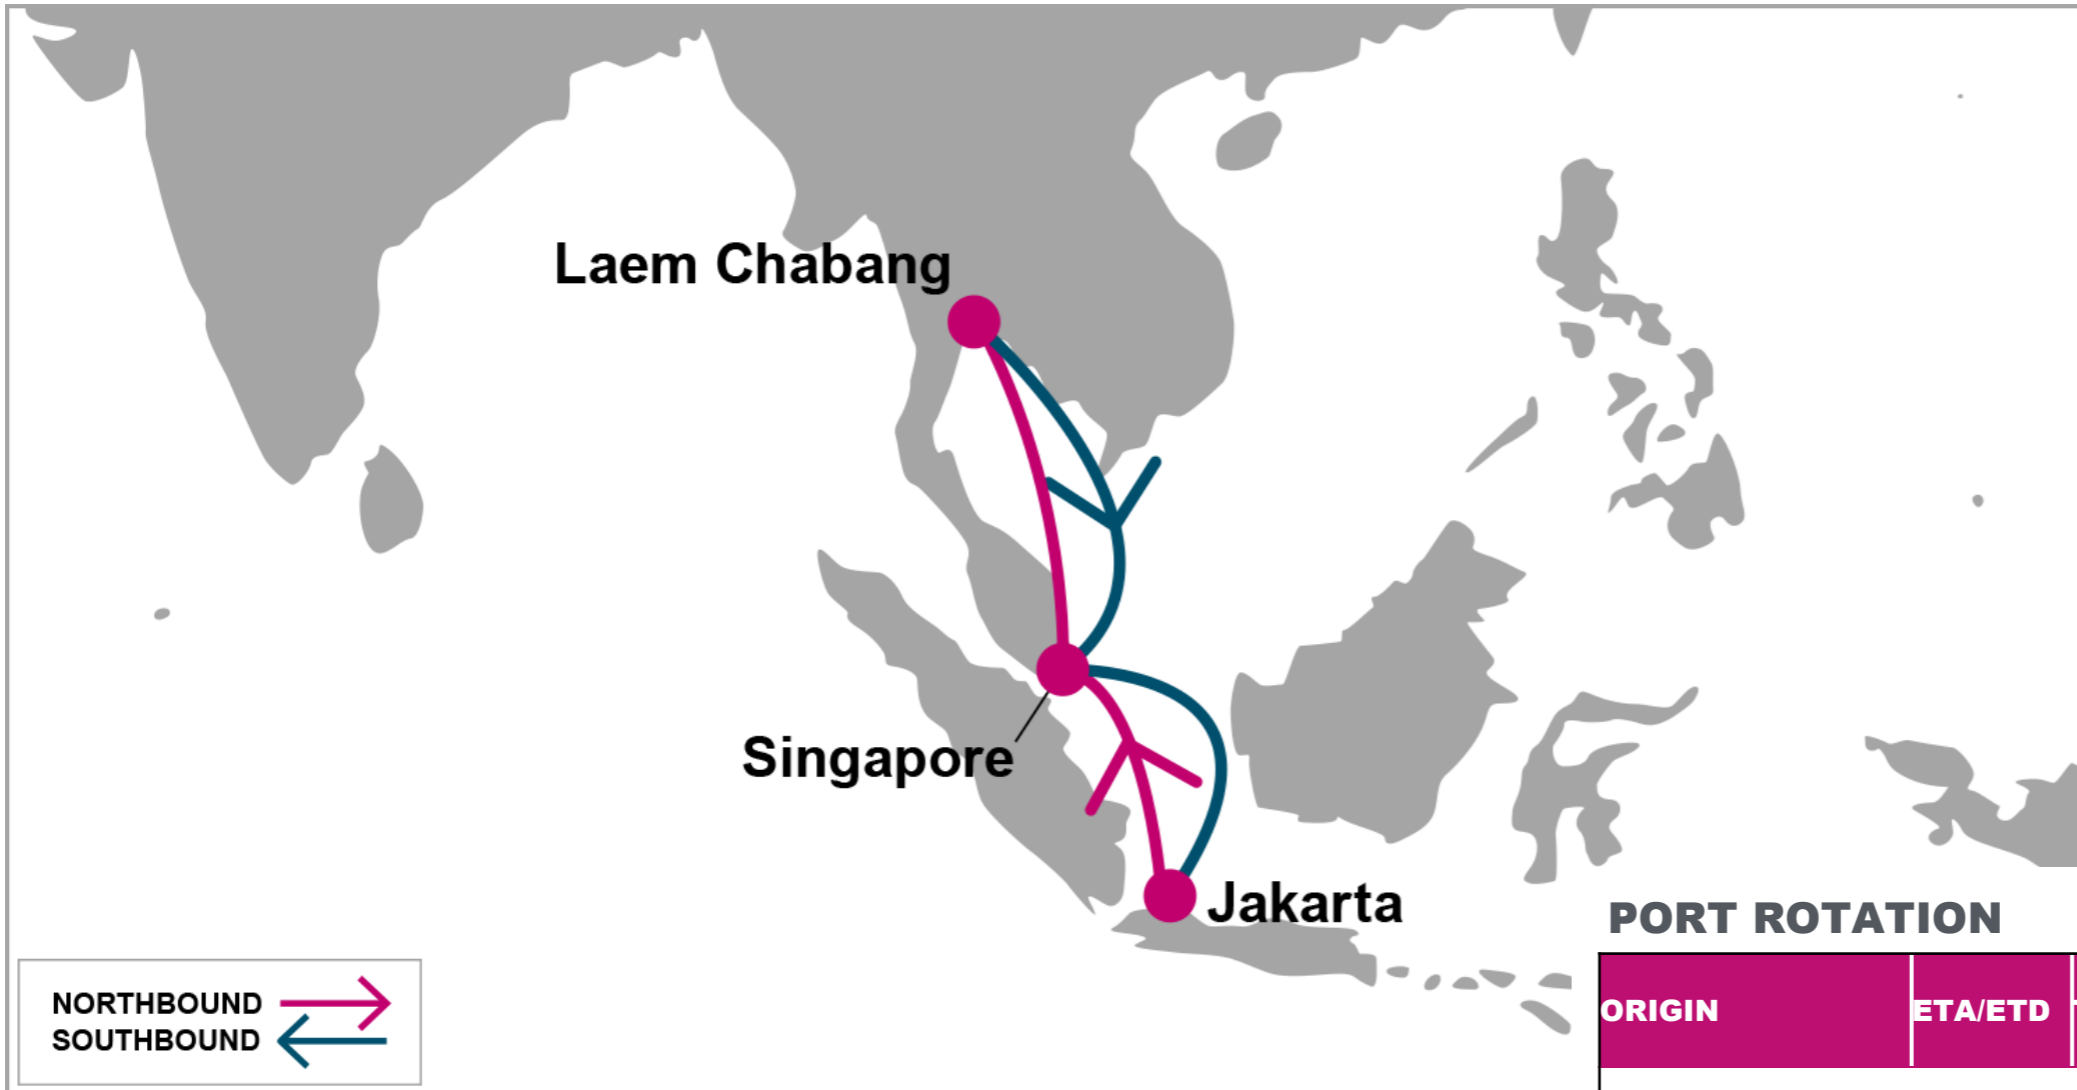 Laem Chabang
Singapore
Jakarta
PORT ROTATION
ORIGIN
ETA/ETD
NORTHBOUND
SOUTHBOUND